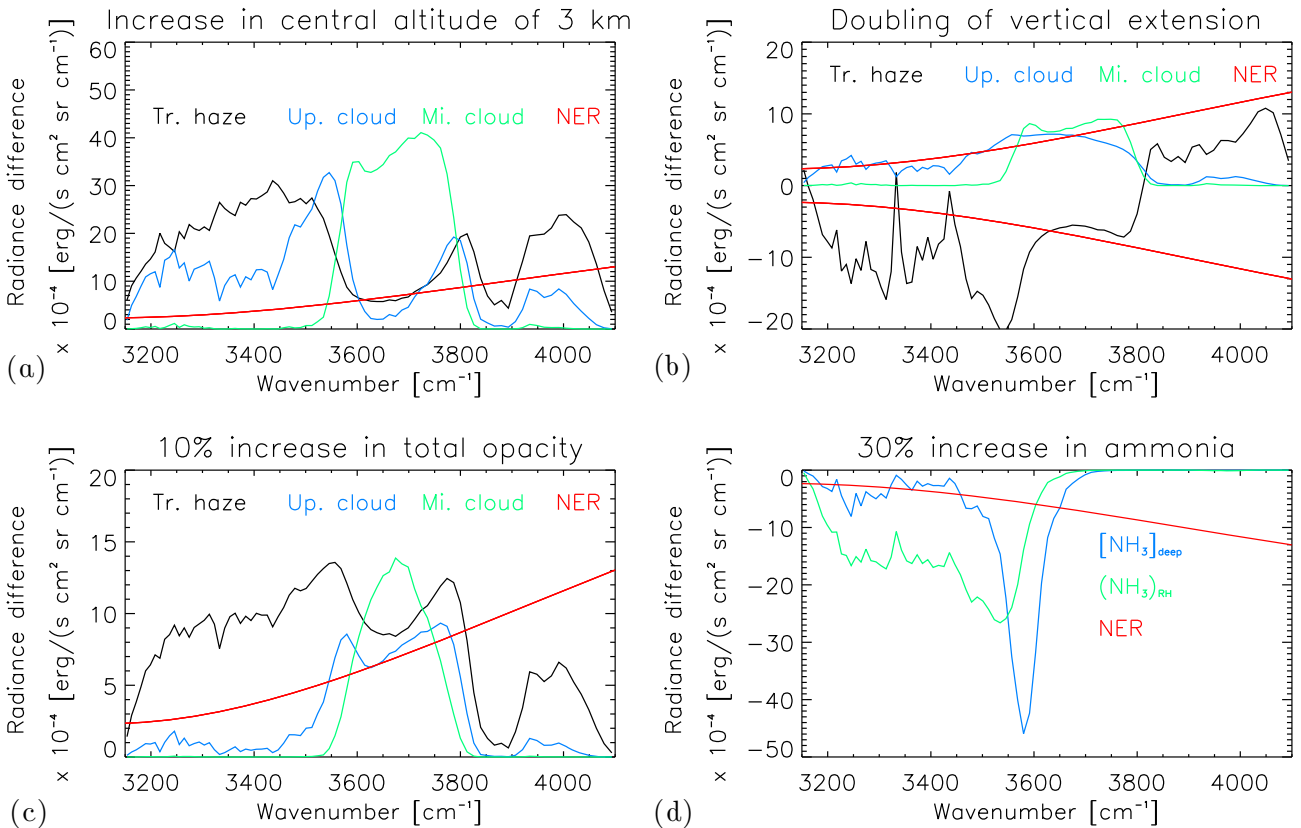 Increase in central altitude of 3 km
Radiance difference
x 10⁻⁴ [erg/(s cm² sr cm⁻¹)]
60
50
40
30
20
10
0
Tr. haze Up. cloud Mi. cloud NER
3200 3400 3600 3800 4000
Wavenumber [cm⁻¹]
(a)
Doubling of vertical extension
Radiance difference
x 10⁻⁴ [erg/(s cm² sr cm⁻¹)]
20
10
0
−10
−20
Tr. haze Up. cloud Mi. cloud NER
3200 3400 3600 3800 4000
Wavenumber [cm⁻¹]
(b)
10% increase in total opacity
Radiance difference
x 10⁻⁴ [erg/(s cm² sr cm⁻¹)]
20
15
10
5
0
Tr. haze Up. cloud Mi. cloud NER
3200 3400 3600 3800 4000
Wavenumber [cm⁻¹]
(c)
30% increase in ammonia
Radiance difference
x 10⁻⁴ [erg/(s cm² sr cm⁻¹)]
0
−10
−20
−30
−40
−50
[NH₃]deep
(NH₃)RH
NER
3200 3400 3600 3800 4000
Wavenumber [cm⁻¹]
(d)